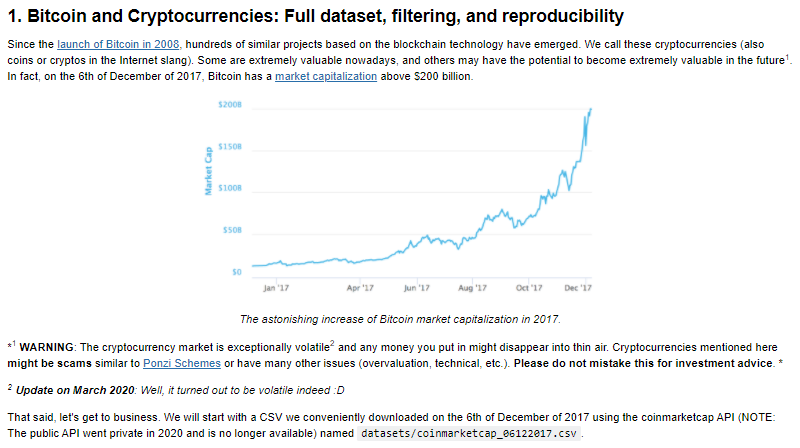 1. Bitcoin and Cryptocurrencies: Full dataset, filtering, and reproducibility
Since the launch of Bitcoin in 2008, hundreds of similar projects based on the blockchain technology have emerged. We call these cryptocurrencies (also
coins or cryptos in the Internet slang). Some are extremely valuable nowadays, and others may have the potential to become extremely valuable in the future¹.
In fact, on the 6th of December of 2017, Bitcoin has a market capitalization above $200 billion.
$200B
$150B
$100B
$50B
$0
Market Cap
Jan '17 Apr '17 Jun '17 Aug '17 Oct '17 Dec '17
The astonishing increase of Bitcoin market capitalization in 2017.
*¹ WARNING: The cryptocurrency market is exceptionally volatile² and any money you put in might disappear into thin air. Cryptocurrencies mentioned here
might be scams similar to Ponzi Schemes or have many other issues (overvaluation, technical, etc.). Please do not mistake this for investment advice. *
² Update on March 2020: Well, it turned out to be volatile indeed :D
That said, let's get to business. We will start with a CSV we conveniently downloaded on the 6th of December of 2017 using the coinmarketcap API (NOTE:
The public API went private in 2020 and is no longer available) named datasets/coinmarketcap_06122017.csv .